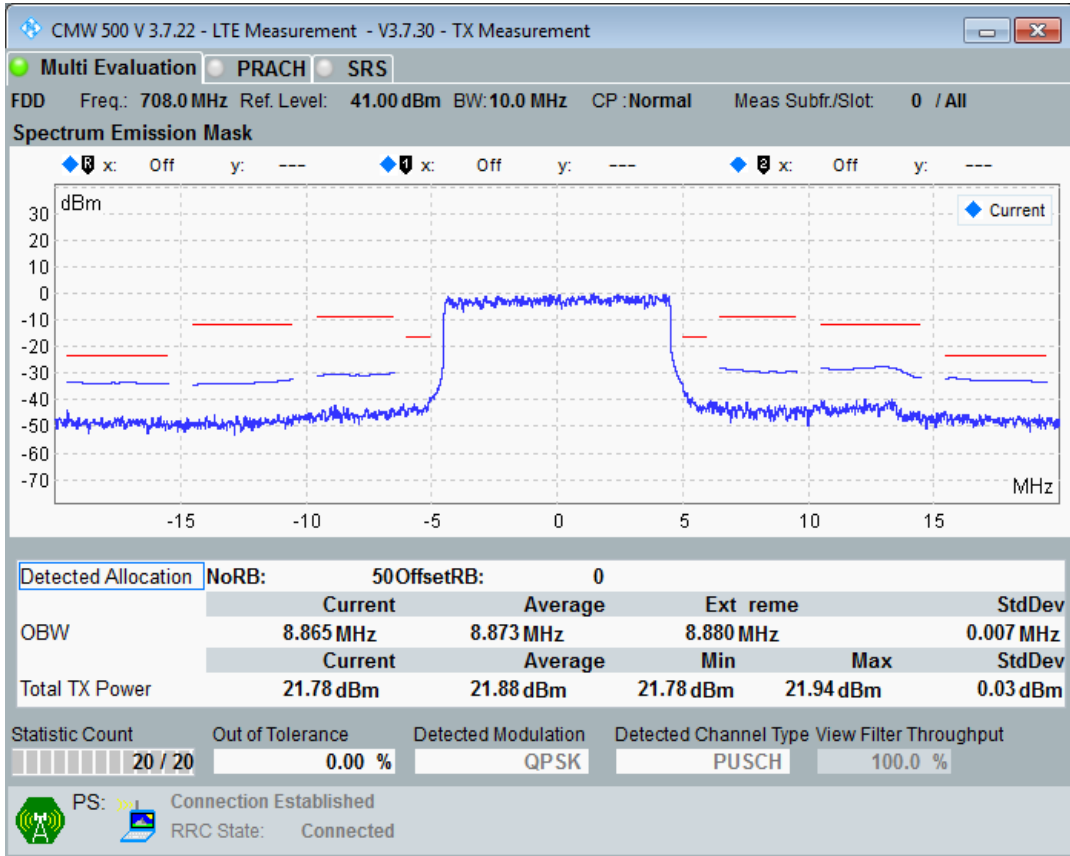 CMW 500 V 3.7.22 - LTE Measurement - V3.7.30 - TX Measurement
Multi Evaluation PRACH SRS
FDD Freq.: 708.0 MHz Ref. Level: 41.00 dBm BW: 10.0 MHz CP : Normal Meas Subfr./Slot: 0 / All
Spectrum Emission Mask
R x: Off y: --- 1 x: Off y: --- 2 x: Off y: ---
dBm
Current
30
20
10
0
-10
-20
-30
-40
-50
-60
-70
MHz
-15 -10 -5 0 5 10 15
Detected Allocation NoRB: 50 OffsetRB: 0
Current Average Ext reme StdDev
OBW 8.865 MHz 8.873 MHz 8.880 MHz 0.007 MHz
Current Average Min Max StdDev
Total TX Power 21.78 dBm 21.88 dBm 21.78 dBm 21.94 dBm 0.03 dBm
Statistic Count Out of Tolerance Detected Modulation Detected Channel Type View Filter Throughput
20 / 20 0.00 % QPSK PUSCH 100.0 %
PS: Connection Established
RRC State: Connected